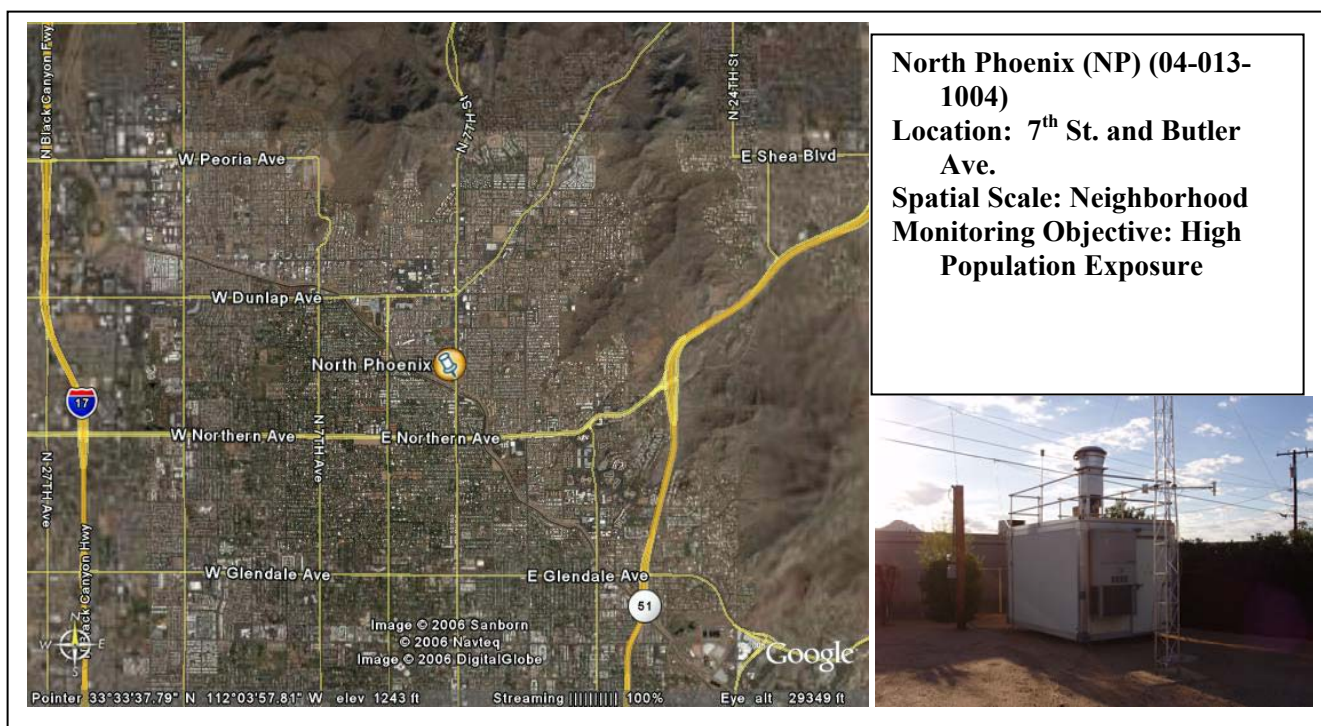 N Black Canyon Fwy
N 7TH St
N 24TH St
W Peoria Ave
E Shea Blvd
W Dunlap Ave
North Phoenix
17
W Northern Ave
E Northern Ave
N 7TH Ave
N 27TH Ave
N Black Canyon Hwy
W Glendale Ave
E Glendale Ave
51
N
W E
S
Image © 2006 Sanborn
© 2006 Navteq
Image © 2006 DigitalGlobe
Google
Pointer 33°33'37.79" N 112°03'57.81" W elev 1243 ft Streaming ||||||||| 100% Eye alt 29349 ft
North Phoenix (NP) (04-013-
1004)
Location: 7th St. and Butler
Ave.
Spatial Scale: Neighborhood
Monitoring Objective: High
Population Exposure